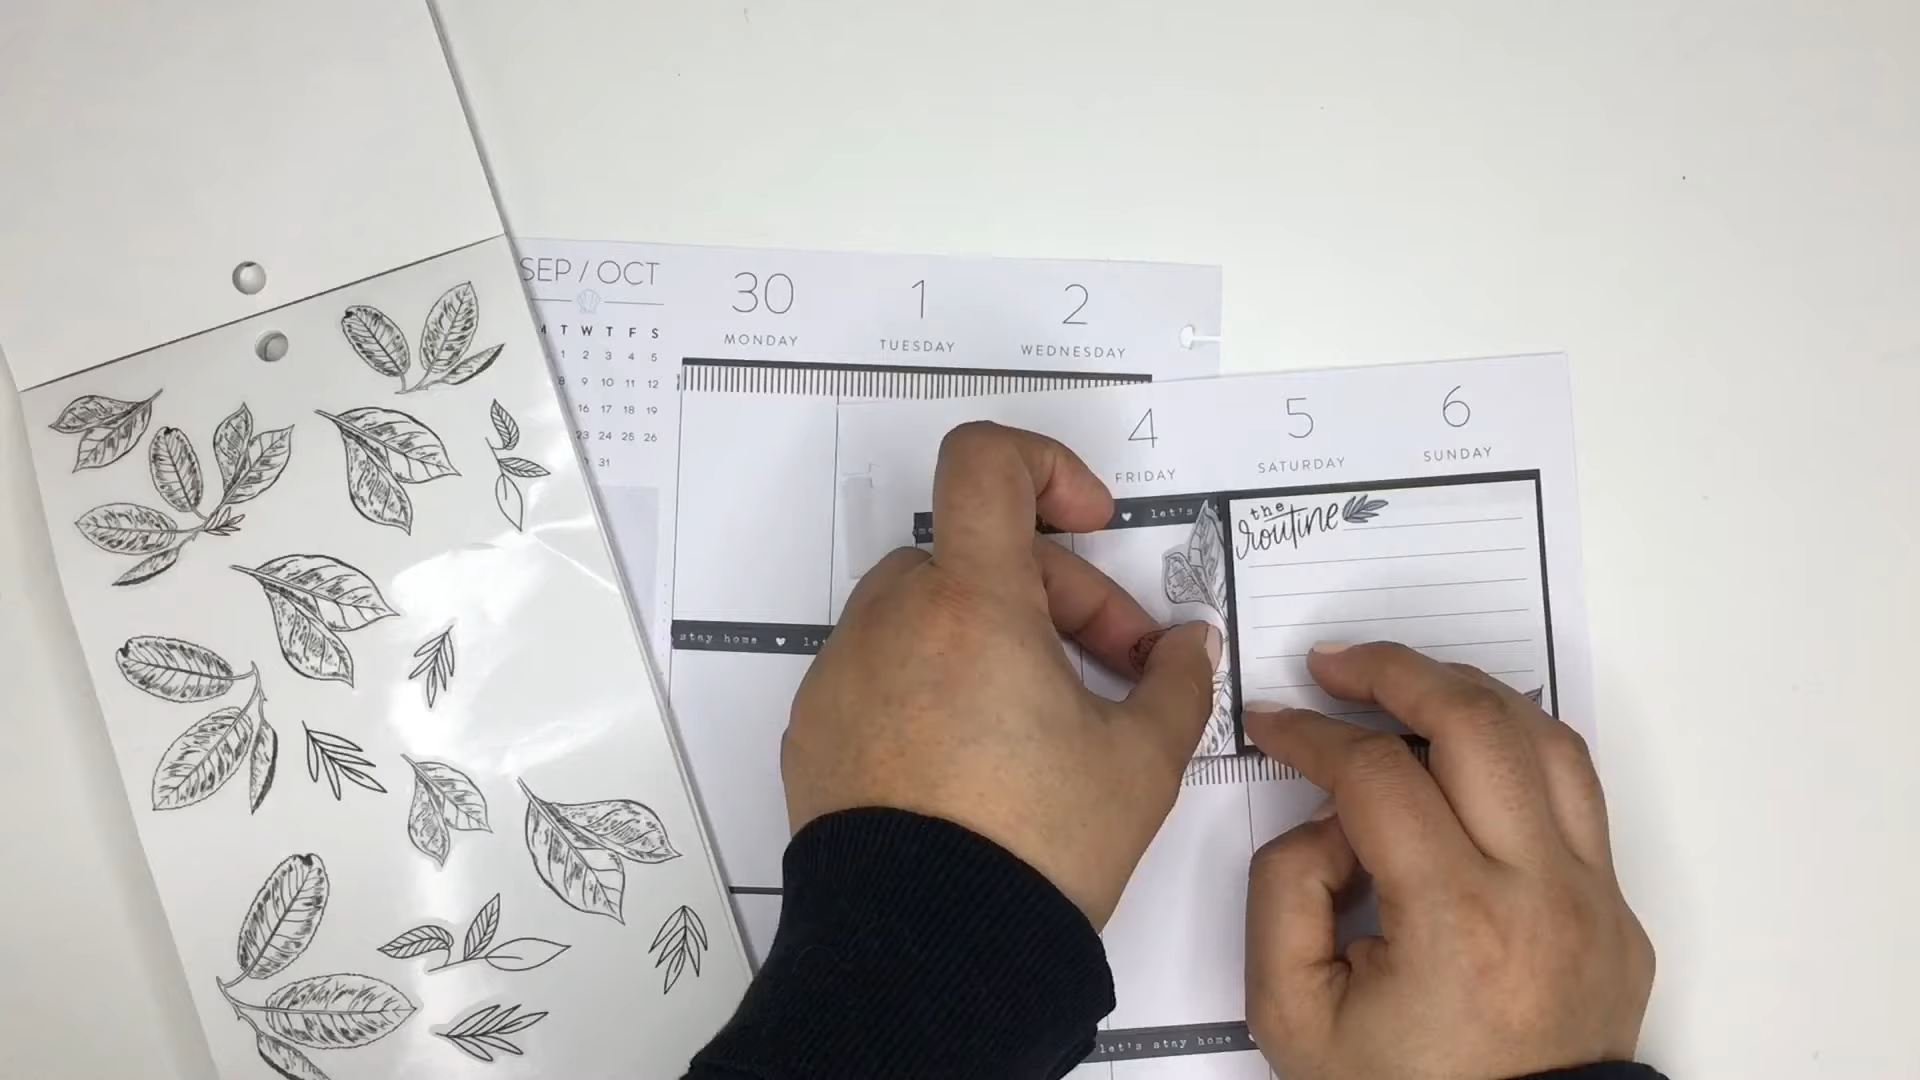 SEP / OCT
M T W T F S
1 2 3 4 5
8 9 10 11 12
16 17 18 19
23 24 25 26
31
30
MONDAY
1
TUESDAY
2
WEDNESDAY
4
FRIDAY
5
SATURDAY
6
SUNDAY
let's
the
routine
stay home
let's stay home